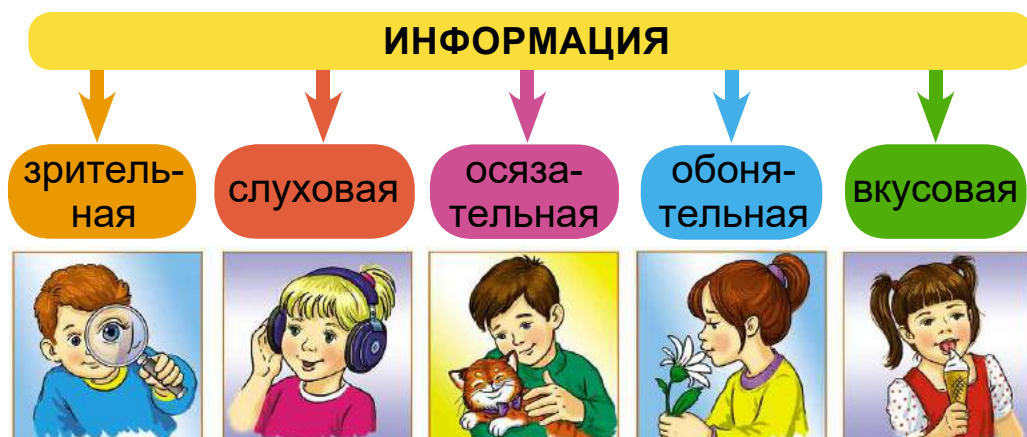 ИНФОРМАЦИЯ
зритель-
ная
слуховая
осяза-
тельная
обоня-
тельная
вкусовая